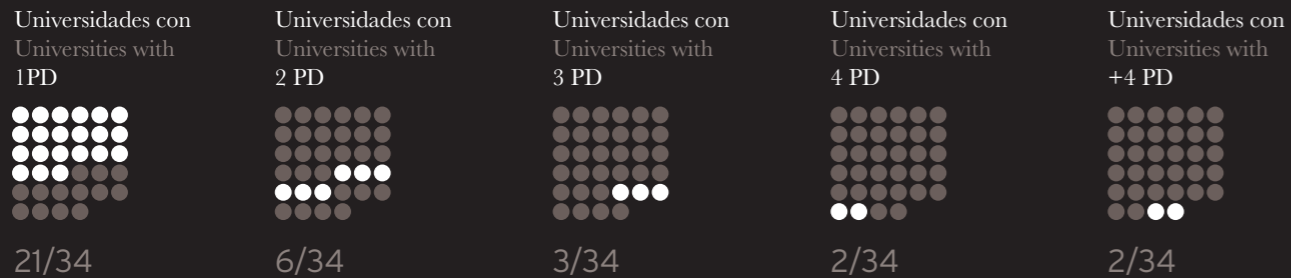 Universidades con
Universities with
1PD
21/34
Universidades con
Universities with
2 PD
6/34
Universidades con
Universities with
3 PD
3/34
Universidades con
Universities with
4 PD
2/34
Universidades con
Universities with
+4 PD
2/34